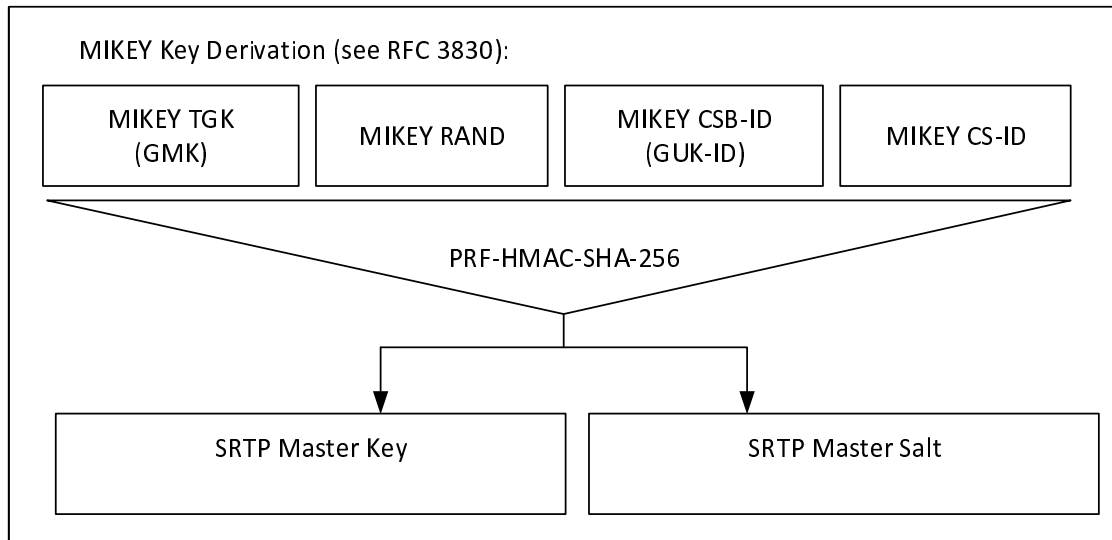 MIKEY Key Derivation (see RFC 3830):
MIKEY TGK
(GMK)
MIKEY RAND
MIKEY CSB-ID
(GUK-ID)
MIKEY CS-ID
PRF-HMAC-SHA-256
SRTP Master Key
SRTP Master Salt